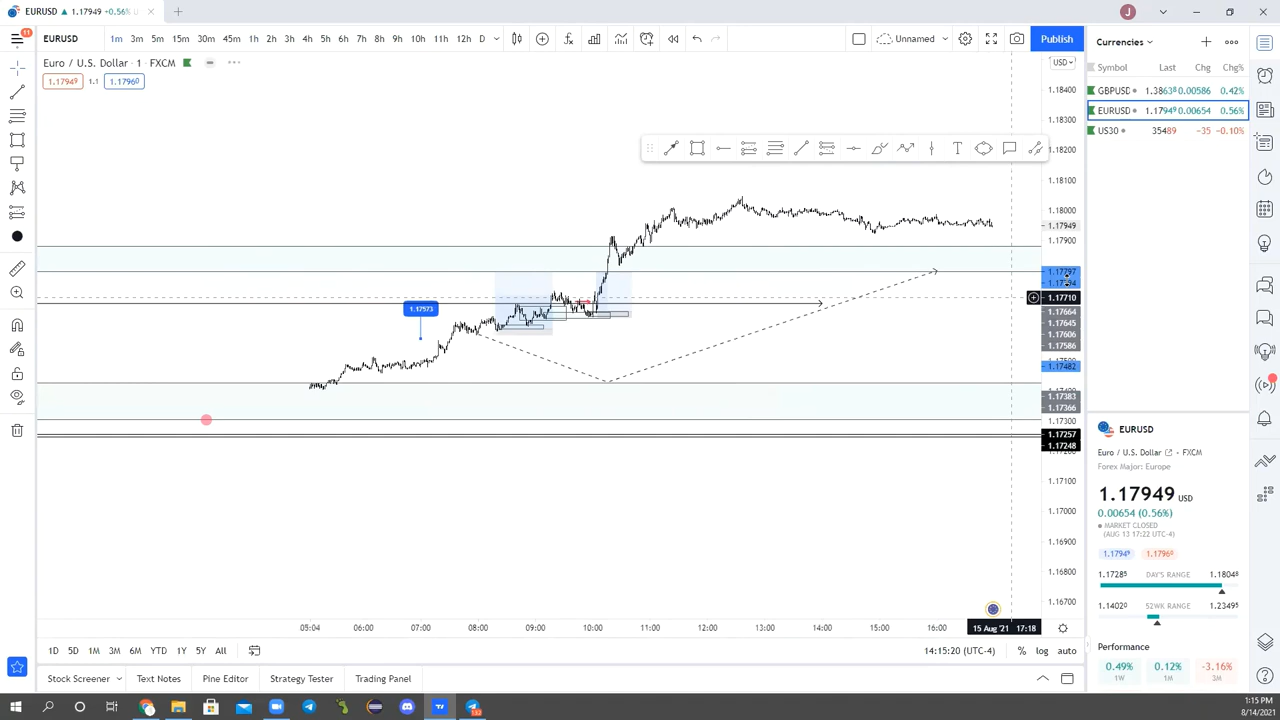 EURUSD ▲ 1.17949 +0.56% Un
J
11
EURUSD 1m 3m 5m 15m 30m 45m 1h 2h 3h 4h 5h 6h 7h 8h 9h 10h 11h 12h D Unnamed Publish
Euro / U.S. Dollar · 1 · FXCM
1.17949 1.1 1.17960
USD
1.18400
1.18300
1.18200
1.18100
1.18000
1.17949
1.17900
1.17797
1.17710
1.17664
1.17645
1.17606
1.17586
1.17482
1.17383
1.17366
1.17300
1.17257
1.17248
1.17100
1.17000
1.16900
1.16800
1.16700
1.17573
05:04 06:00 07:00 08:00 09:00 10:00 11:00 12:00 13:00 14:00 15:00 16:00 15 Aug '21 17:18
1D 5D 1M 3M 6M YTD 1Y 5Y All
14:15:20 (UTC-4) % log auto
Stock Screener Text Notes Pine Editor Strategy Tester Trading Panel
Currencies
Symbol Last Chg Chg%
GBPUSD 1.38638 0.00586 0.42%
EURUSD 1.17949 0.00654 0.56%
US30 35489 −35 −0.10%
EURUSD
Euro / U.S. Dollar FXCM
Forex Major: Europe
1.17949 USD
0.00654 (0.56%)
MARKET CLOSED
(AUG 13 17:22 UTC-4)
1.17949 1.17960
1.17285 DAY'S RANGE 1.18048
1.14020 52WK RANGE 1.23495
Performance
0.49% 0.12% −3.16%
1W 1M 3M
1:15 PM
8/14/2021